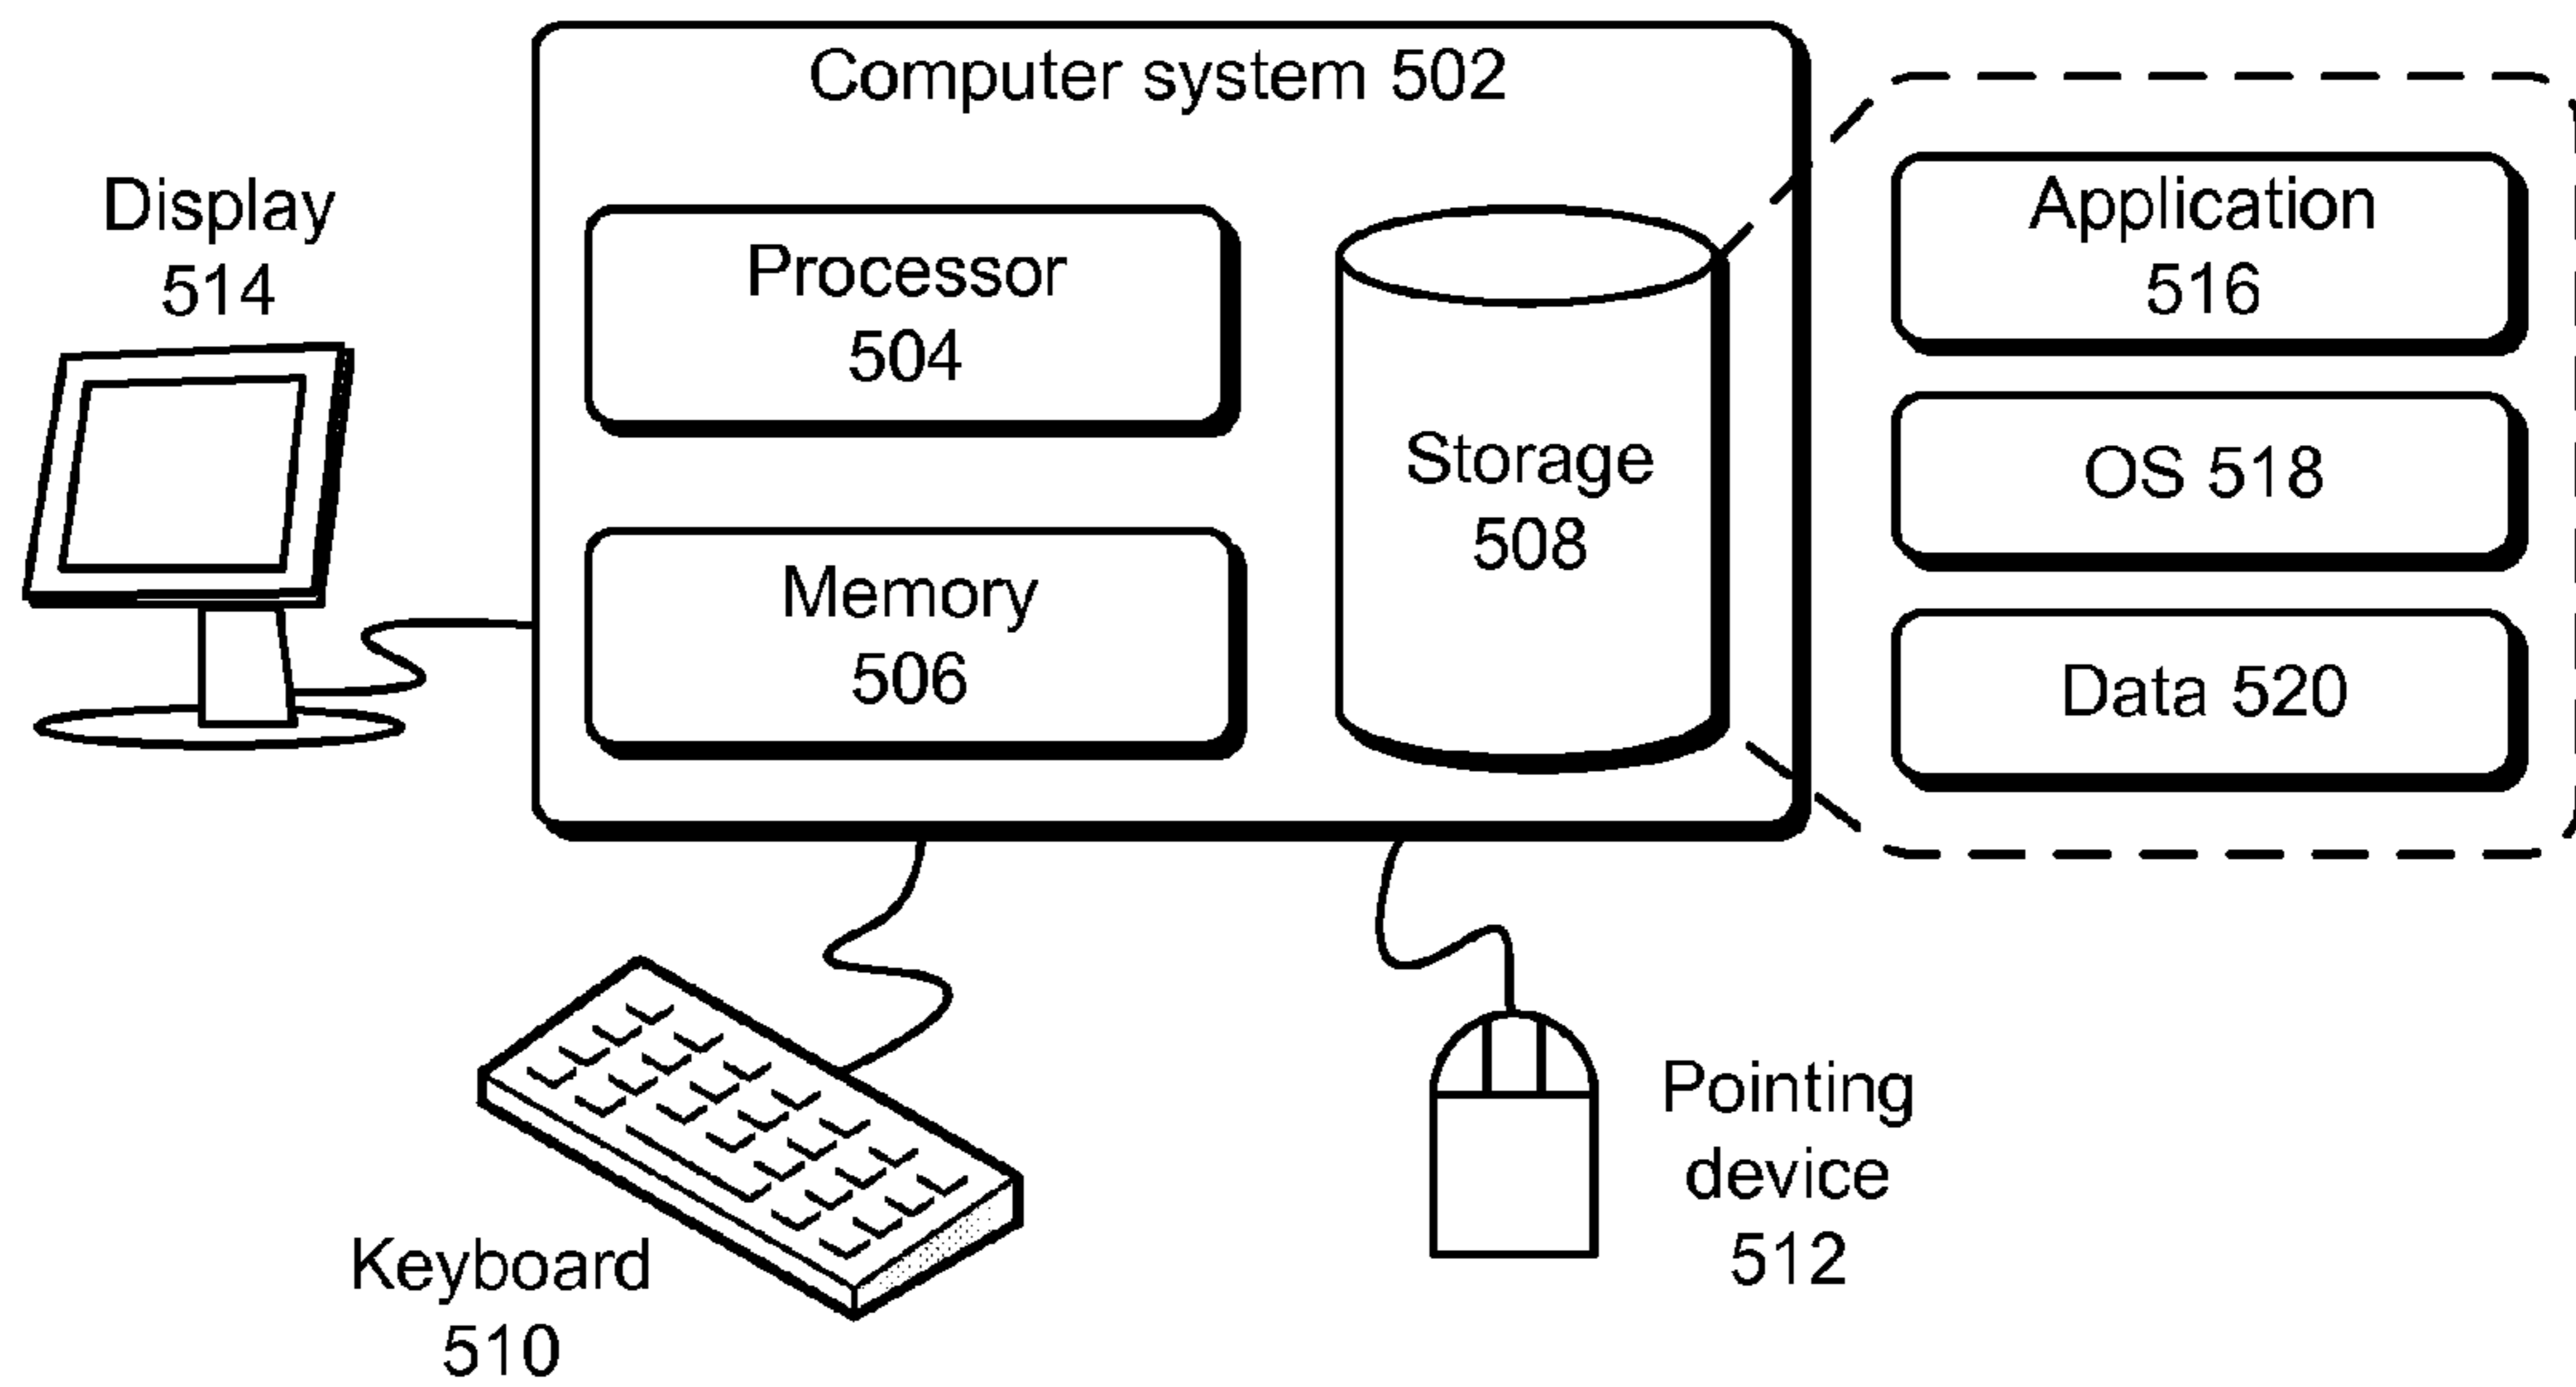 Computer system 502
Display
514
Processor
504
Memory
506
Storage
508
Application
516
OS 518
Data 520
Keyboard
510
Pointing
device
512